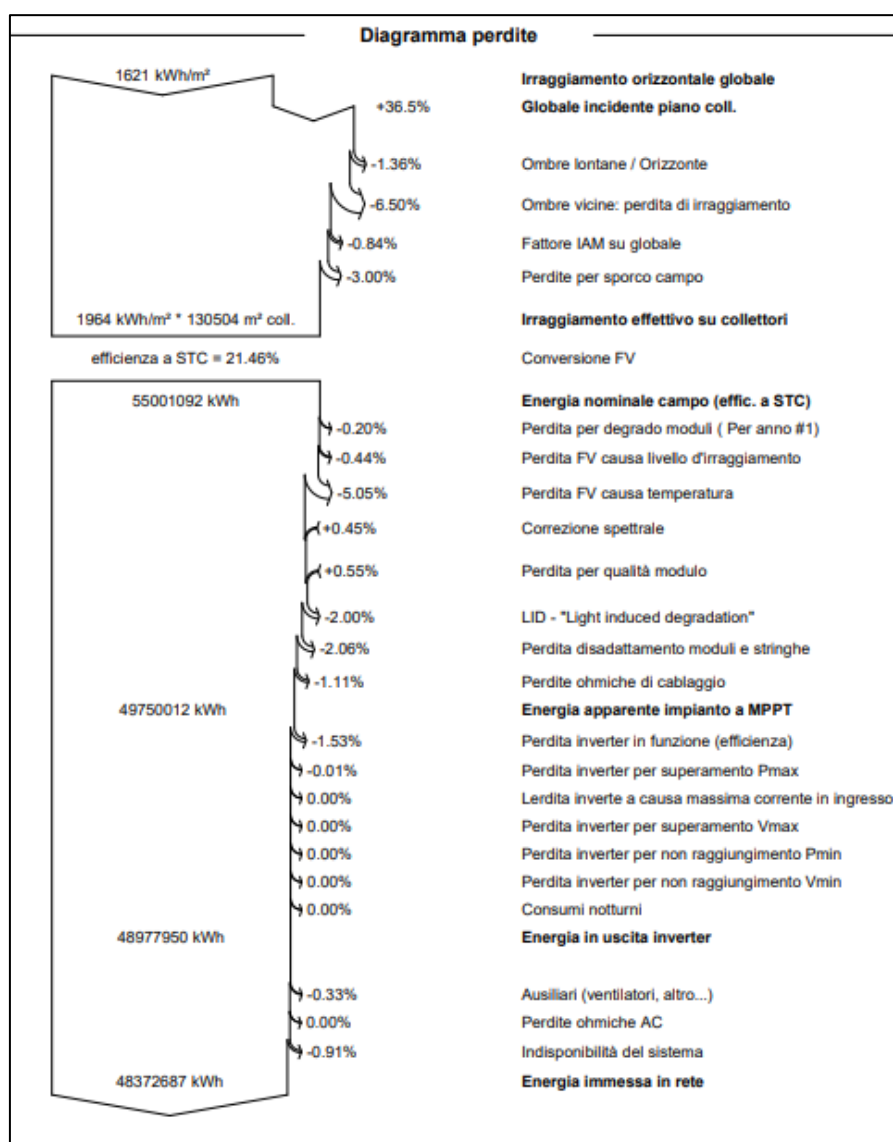 Diagramma perdite
1621 kWh/m² Irraggiamento orizzontale globale
+36.5% Globale incidente piano coll.
-1.36% Ombre lontane / Orizzonte
-6.50% Ombre vicine: perdita di irraggiamento
-0.84% Fattore IAM su globale
-3.00% Perdite per sporco campo
1964 kWh/m² * 130504 m² coll. Irraggiamento effettivo su collettori
efficienza a STC = 21.46% Conversione FV
55001092 kWh Energia nominale campo (effic. a STC)
-0.20% Perdita per degrado moduli ( Per anno #1)
-0.44% Perdita FV causa livello d'irraggiamento
-5.05% Perdita FV causa temperatura
+0.45% Correzione spettrale
+0.55% Perdita per qualità modulo
-2.00% LID - "Light induced degradation"
-2.06% Perdita disadattamento moduli e stringhe
-1.11% Perdite ohmiche di cablaggio
49750012 kWh Energia apparente impianto a MPPT
-1.53% Perdita inverter in funzione (efficienza)
-0.01% Perdita inverter per superamento Pmax
0.00% Lerdita inverte a causa massima corrente in ingresso
0.00% Perdita inverter per superamento Vmax
0.00% Perdita inverter per non raggiungimento Pmin
0.00% Perdita inverter per non raggiungimento Vmin
0.00% Consumi notturni
48977950 kWh Energia in uscita inverter
-0.33% Ausiliari (ventilatori, altro...)
0.00% Perdite ohmiche AC
-0.91% Indisponibilità del sistema
48372687 kWh Energia immessa in rete